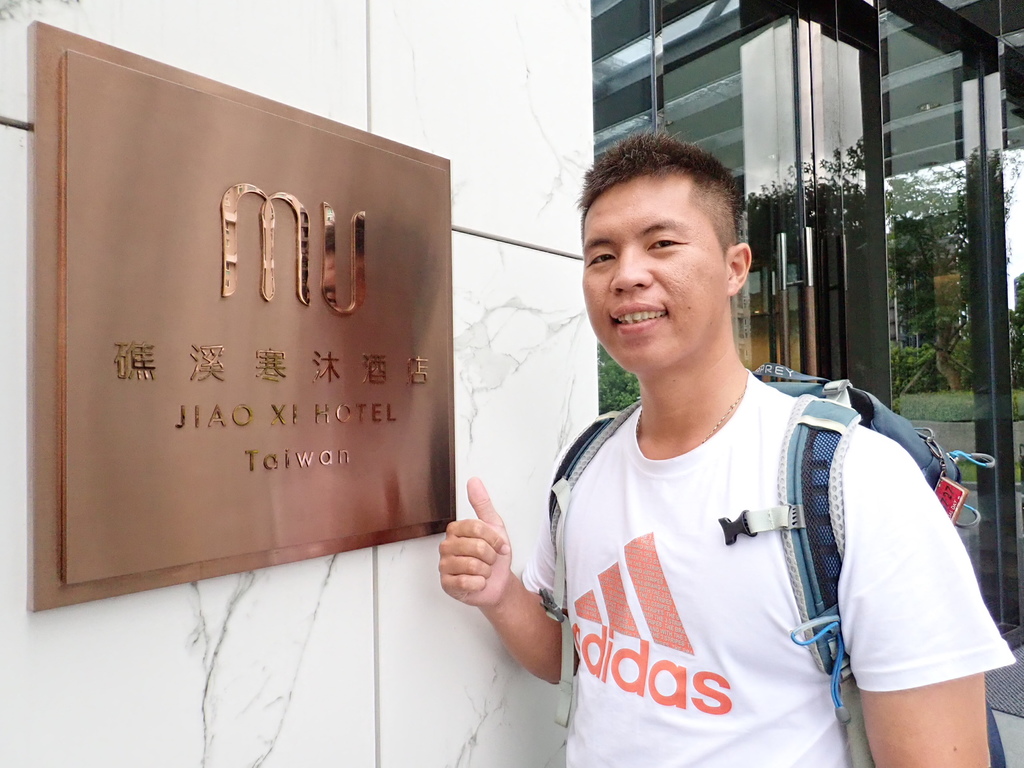 mu
礁溪寒沐酒店
JIAO XI HOTEL
Taiwan
adidas